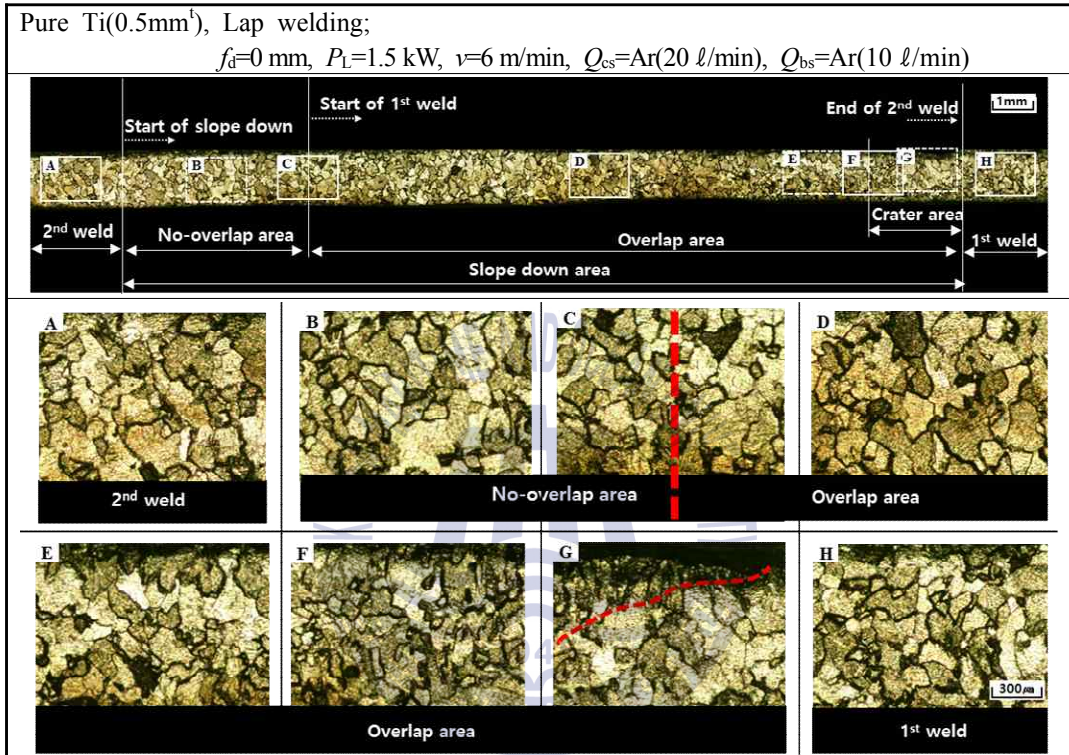 Pure Ti(0.5mmᵗ), Lap welding;
f_d=0 mm, P_L=1.5 kW, v=6 m/min, Q_cs=Ar(20 ℓ/min), Q_bs=Ar(10 ℓ/min)
Start of 1st weld
End of 2nd weld
1mm
Start of slope down
A B C D E F G H
Crater area
2nd weld No-overlap area Overlap area 1st weld
Slope down area
A B C D
2nd weld No-overlap area Overlap area
E F G H
300㎛
Overlap area 1st weld